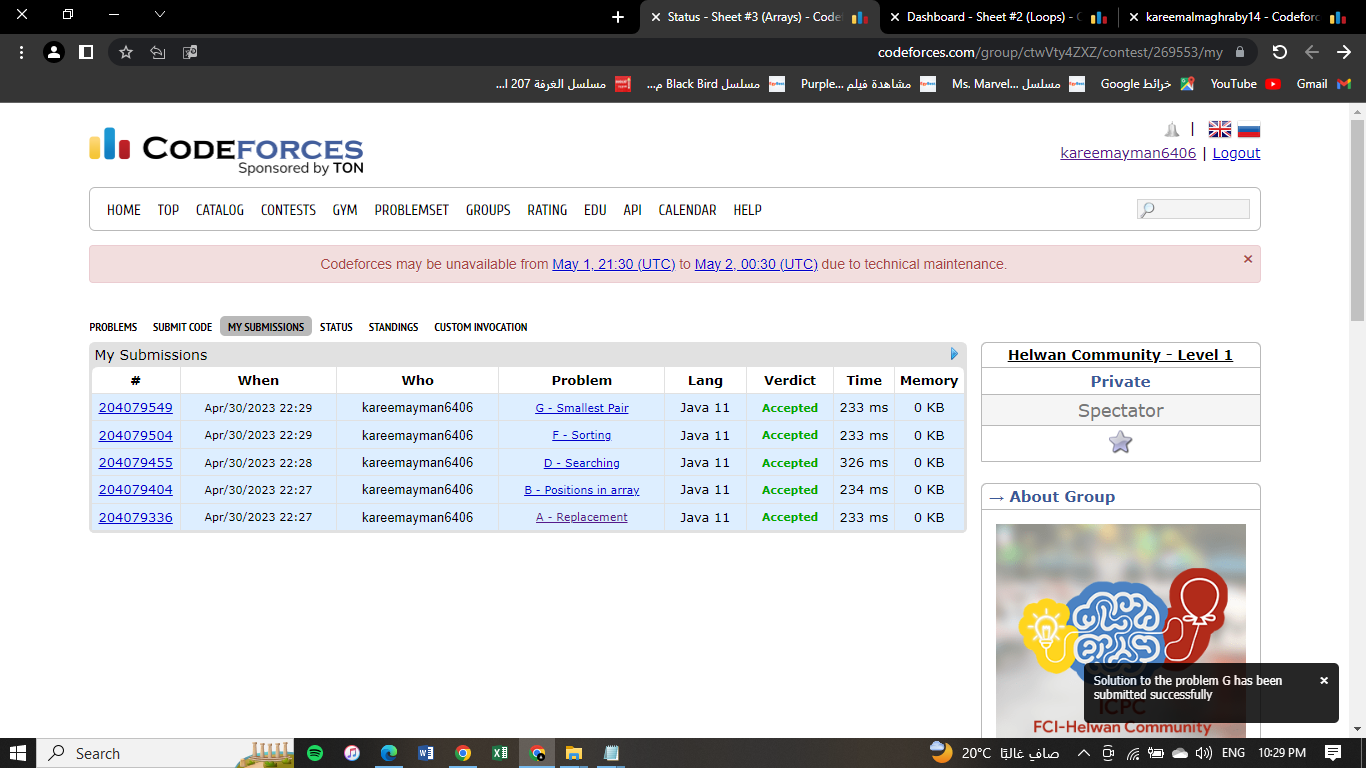 Status - Sheet #3 (Arrays) - Code
Dashboard - Sheet #2 (Loops) - C
kareemalmaghraby14 - Codeforc
codeforces.com/group/ctwVty4ZXZ/contest/269553/my
مسلسل الغرفة 207 ا...
مسلسل Black Bird م...
مشاهدة فيلم Purple...
مسلسل Ms. Marvel...
خرائط Google
YouTube
Gmail
CODEFORCES
Sponsored by TON
kareemayman6406 | Logout
HOME TOP CATALOG CONTESTS GYM PROBLEMSET GROUPS RATING EDU API CALENDAR HELP
Codeforces may be unavailable from May 1, 21:30 (UTC) to May 2, 00:30 (UTC) due to technical maintenance.
PROBLEMS SUBMIT CODE MY SUBMISSIONS STATUS STANDINGS CUSTOM INVOCATION
My Submissions
# When Who Problem Lang Verdict Time Memory
204079549 Apr/30/2023 22:29 kareemayman6406 G - Smallest Pair Java 11 Accepted 233 ms 0 KB
204079504 Apr/30/2023 22:29 kareemayman6406 F - Sorting Java 11 Accepted 233 ms 0 KB
204079455 Apr/30/2023 22:28 kareemayman6406 D - Searching Java 11 Accepted 326 ms 0 KB
204079404 Apr/30/2023 22:27 kareemayman6406 B - Positions in array Java 11 Accepted 234 ms 0 KB
204079336 Apr/30/2023 22:27 kareemayman6406 A - Replacement Java 11 Accepted 233 ms 0 KB
Helwan Community - Level 1
Private
Spectator
→ About Group
Solution to the problem G has been
submitted successfully
ICPC
FCI-Helwan Community
Search
20°C صافٍ غالبًا
ENG
10:29 PM